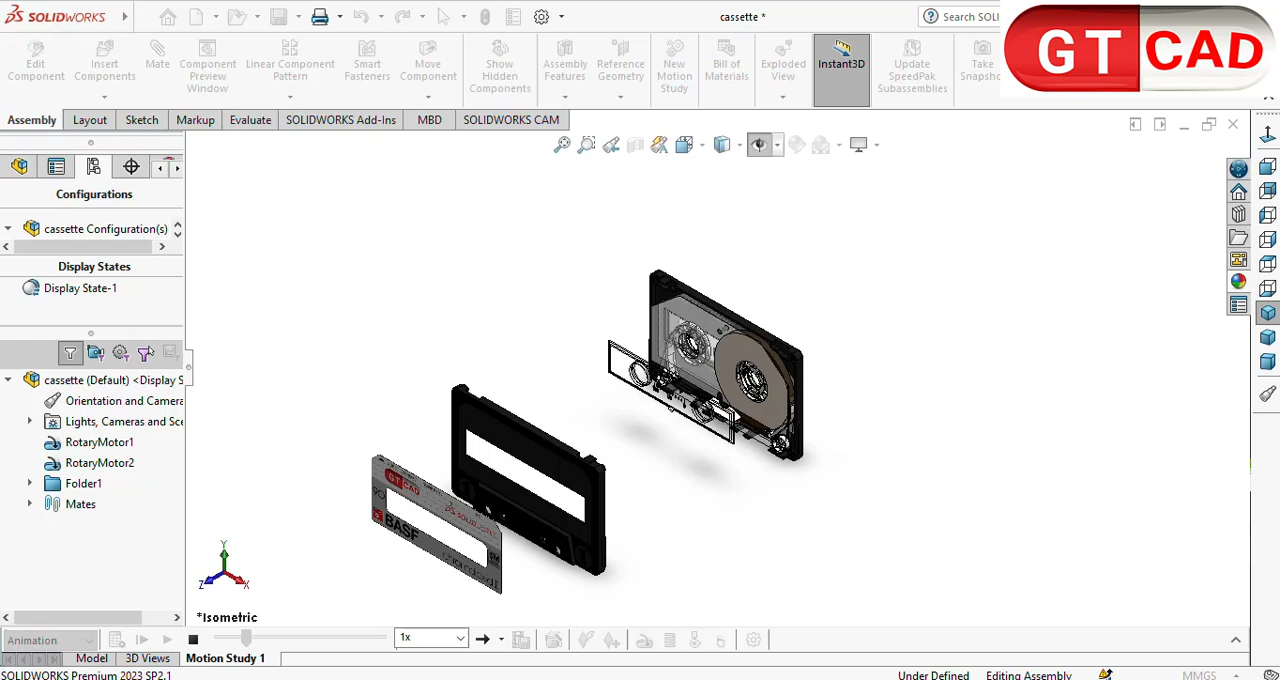 SOLIDWORKS
cassette *
Search SOLI
GT CAD
Edit Component
Insert Components
Mate
Component Preview Window
Linear Component Pattern
Smart Fasteners
Move Component
Show Hidden Components
Assembly Features
Reference Geometry
New Motion Study
Bill of Materials
Exploded View
Instant3D
Update SpeedPak Subassemblies
Take Snapsho
Assembly
Layout
Sketch
Markup
Evaluate
SOLIDWORKS Add-Ins
MBD
SOLIDWORKS CAM
Configurations
cassette Configuration(s)
Display States
Display State-1
cassette (Default) <Display S
Orientation and Camera
Lights, Cameras and Sce
RotaryMotor1
RotaryMotor2
Folder1
Mates
GT CAD
90
SOLIDWORKS
BASF
Y
Z
X
*Isometric
Animation
1x
Model
3D Views
Motion Study 1
SOLIDWORKS Premium 2023 SP2.1
Under Defined
Editing Assembly
MMGS